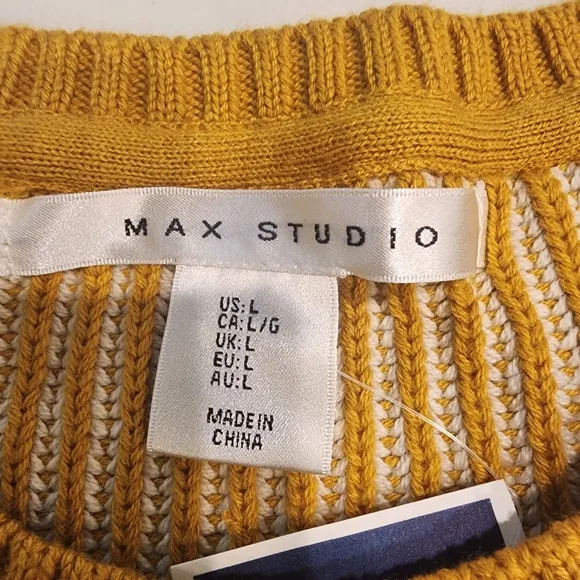 MAX STUDIO
US: L
CA: L/G
UK: L
EU: L
AU: L
MADE IN
CHINA